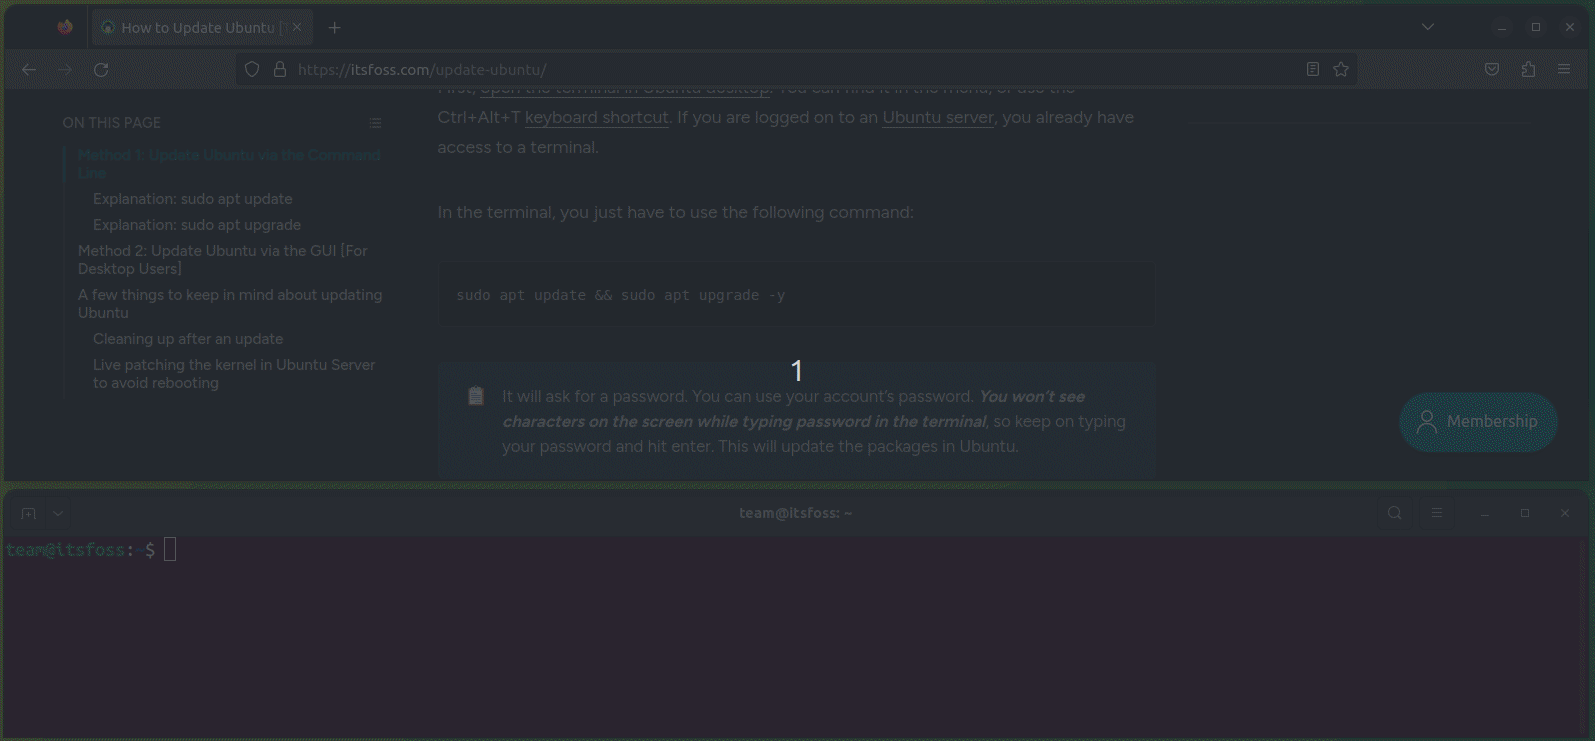 How to Update Ubuntu [T
https://itsfoss.com/update-ubuntu/
ON THIS PAGE
Method 1: Update Ubuntu via the Command
Line
Explanation: sudo apt update
Explanation: sudo apt upgrade
Method 2: Update Ubuntu via the GUI [For
Desktop Users]
A few things to keep in mind about updating
Ubuntu
Cleaning up after an update
Live patching the kernel in Ubuntu Server
to avoid rebooting
First, open the terminal in Ubuntu desktop. You can find it in the menu, or use the
Ctrl+Alt+T keyboard shortcut. If you are logged on to an Ubuntu server, you already have
access to a terminal.
In the terminal, you just have to use the following command:
sudo apt update && sudo apt upgrade -y
1
It will ask for a password. You can use your account’s password. You won’t see
characters on the screen while typing password in the terminal, so keep on typing
your password and hit enter. This will update the packages in Ubuntu.
Membership
team@itsfoss: ~
team@itsfoss:~$